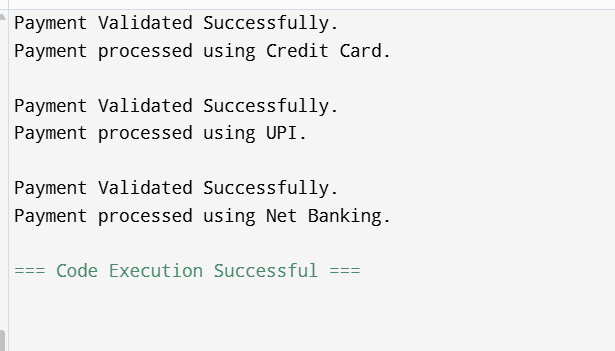 Payment Validated Successfully.
Payment processed using Credit Card.
Payment Validated Successfully.
Payment processed using UPI.
Payment Validated Successfully.
Payment processed using Net Banking.
=== Code Execution Successful ===